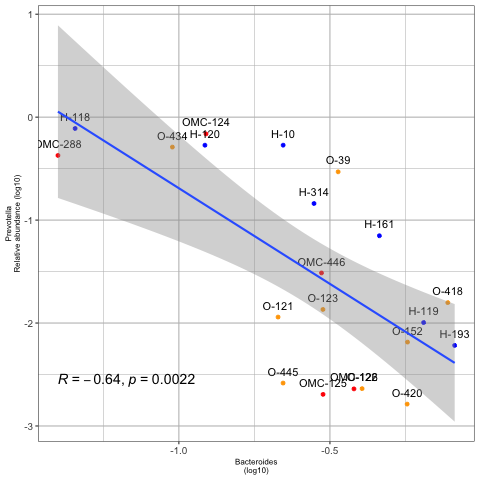 1
0
-1
-2
-3
Prevotella
Relative abundance (log10)
H-118
OMC-288
O-434
OMC-124
H-120
H-10
O-39
H-314
H-161
OMC-446
O-418
O-123
O-121
H-119
O-152
H-193
O-445
OMC-125
O-420
R = -0.64, p = 0.0022
-1.0
-0.5
Bacteroides
(log10)